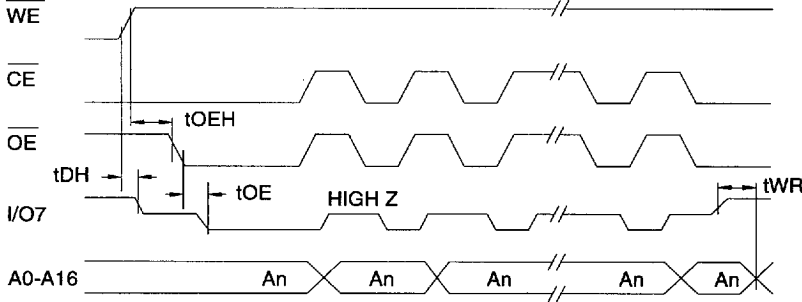 WE
CE
tOEH
OE
tDH
tOE
tWR
I/O7
HIGH Z
A0-A16
An
An
An
An
An